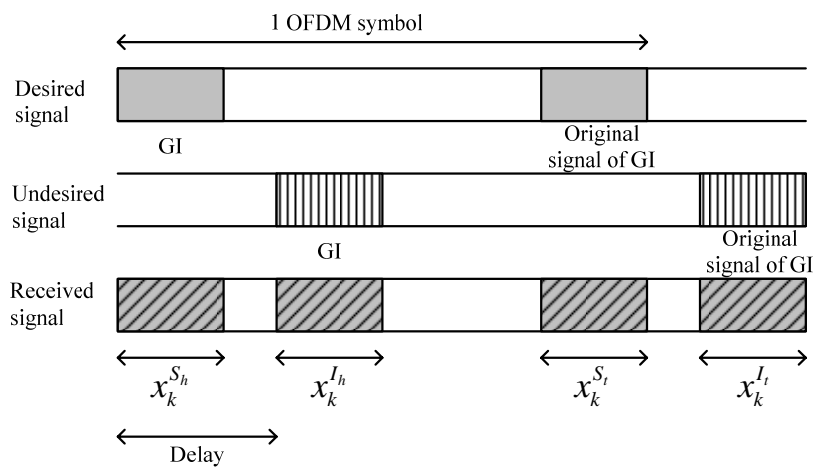 1 OFDM symbol
Desired
signal
GI
Original
signal of GI
Undesired
signal
GI
Original
signal of GI
Received
signal
x_k^{S_h}
x_k^{I_h}
x_k^{S_t}
x_k^{I_t}
Delay